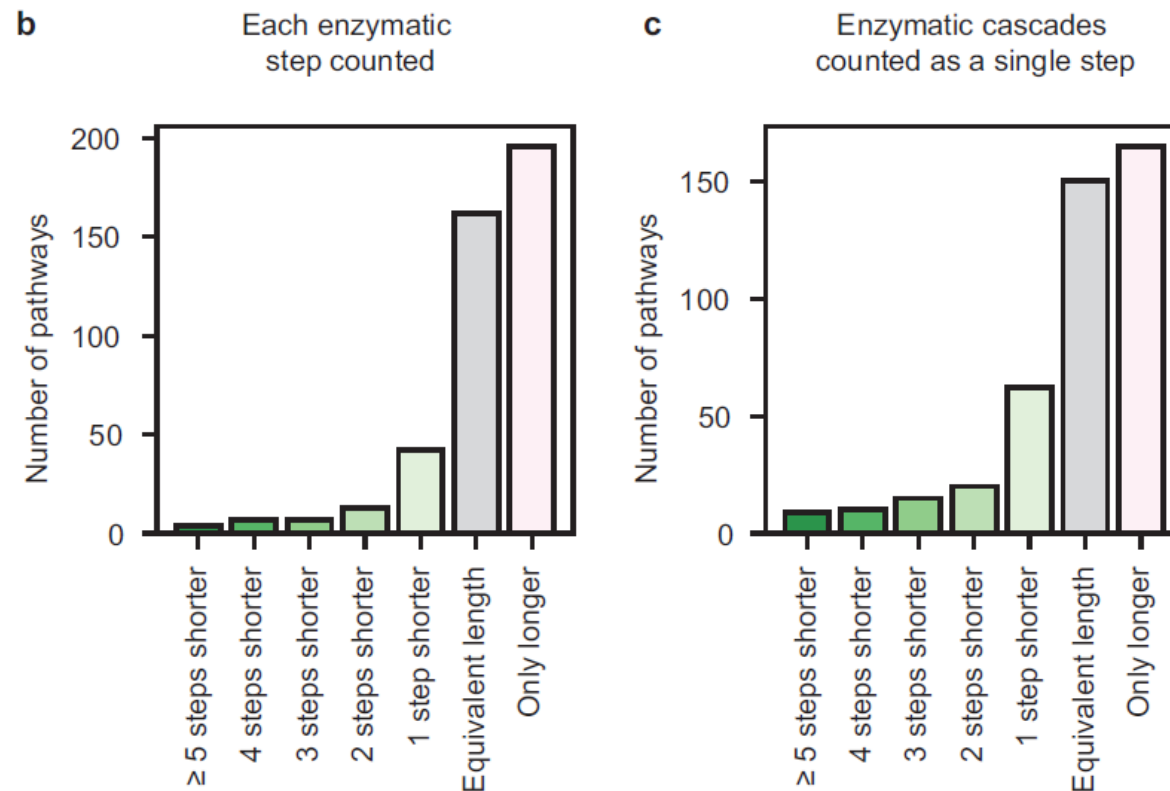 b
Each enzymatic
step counted
Number of pathways
200
150
100
50
0
≥ 5 steps shorter
4 steps shorter
3 steps shorter
2 steps shorter
1 step shorter
Equivalent length
Only longer
c
Enzymatic cascades
counted as a single step
Number of pathways
150
100
50
0
≥ 5 steps shorter
4 steps shorter
3 steps shorter
2 steps shorter
1 step shorter
Equivalent length
Only longer